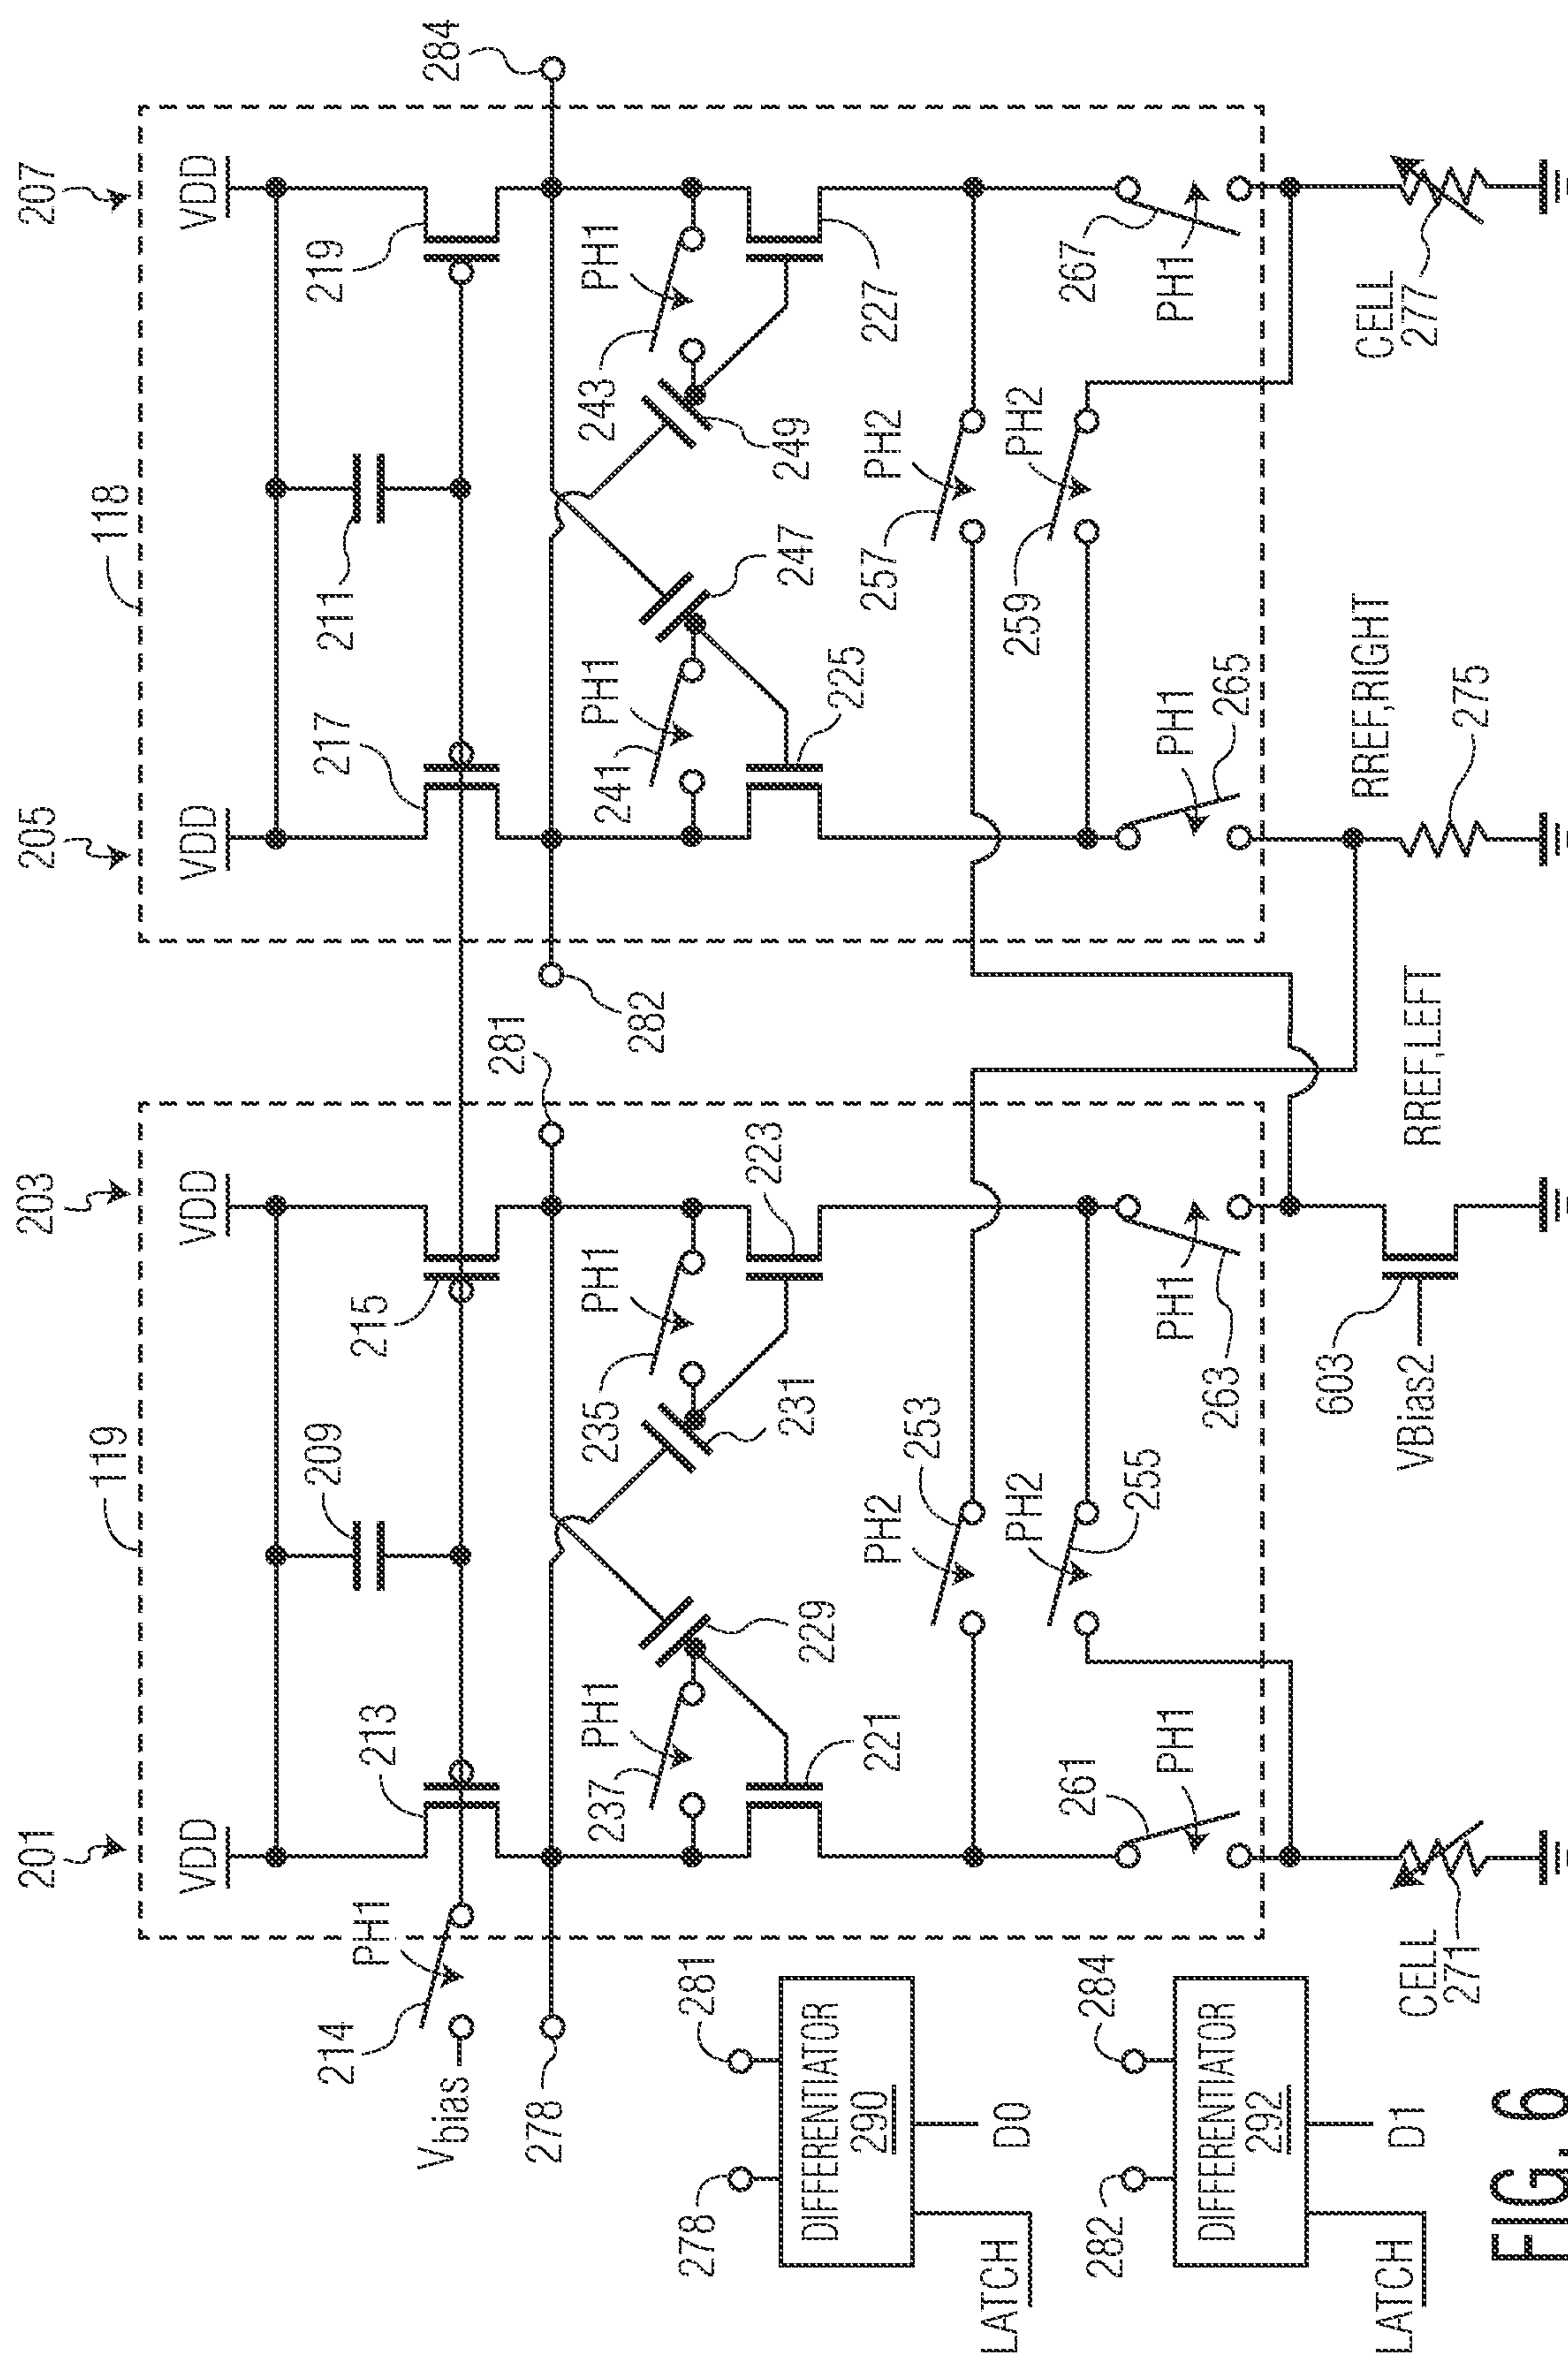 201
203
205
207
119
118
VDD
VDD
VDD
VDD
209
211
213
215
217
219
PH1
214
Vbias
278
281
282
284
237
PH1
235
PH1
241
PH1
243
PH1
229
231
247
249
221
223
225
227
PH2
253
PH2
257
PH2
255
PH2
259
261
PH1
PH1
263
PH1
265
PH1
267
CELL
271
603
VBias2
RREF,LEFT
RREF,RIGHT
275
CELL
277
278
281
DIFFERENTIATOR
290
LATCH
D0
282
284
DIFFERENTIATOR
292
LATCH
D1
FIG. 6